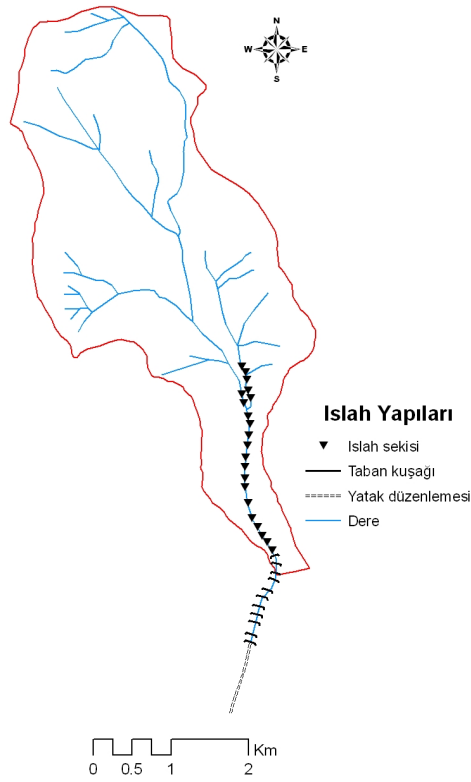 N
W E
S
Islah Yapıları
Islah sekisi
Taban kuşağı
Yatak düzenlemesi
Dere
Km
0 0.5 1 2